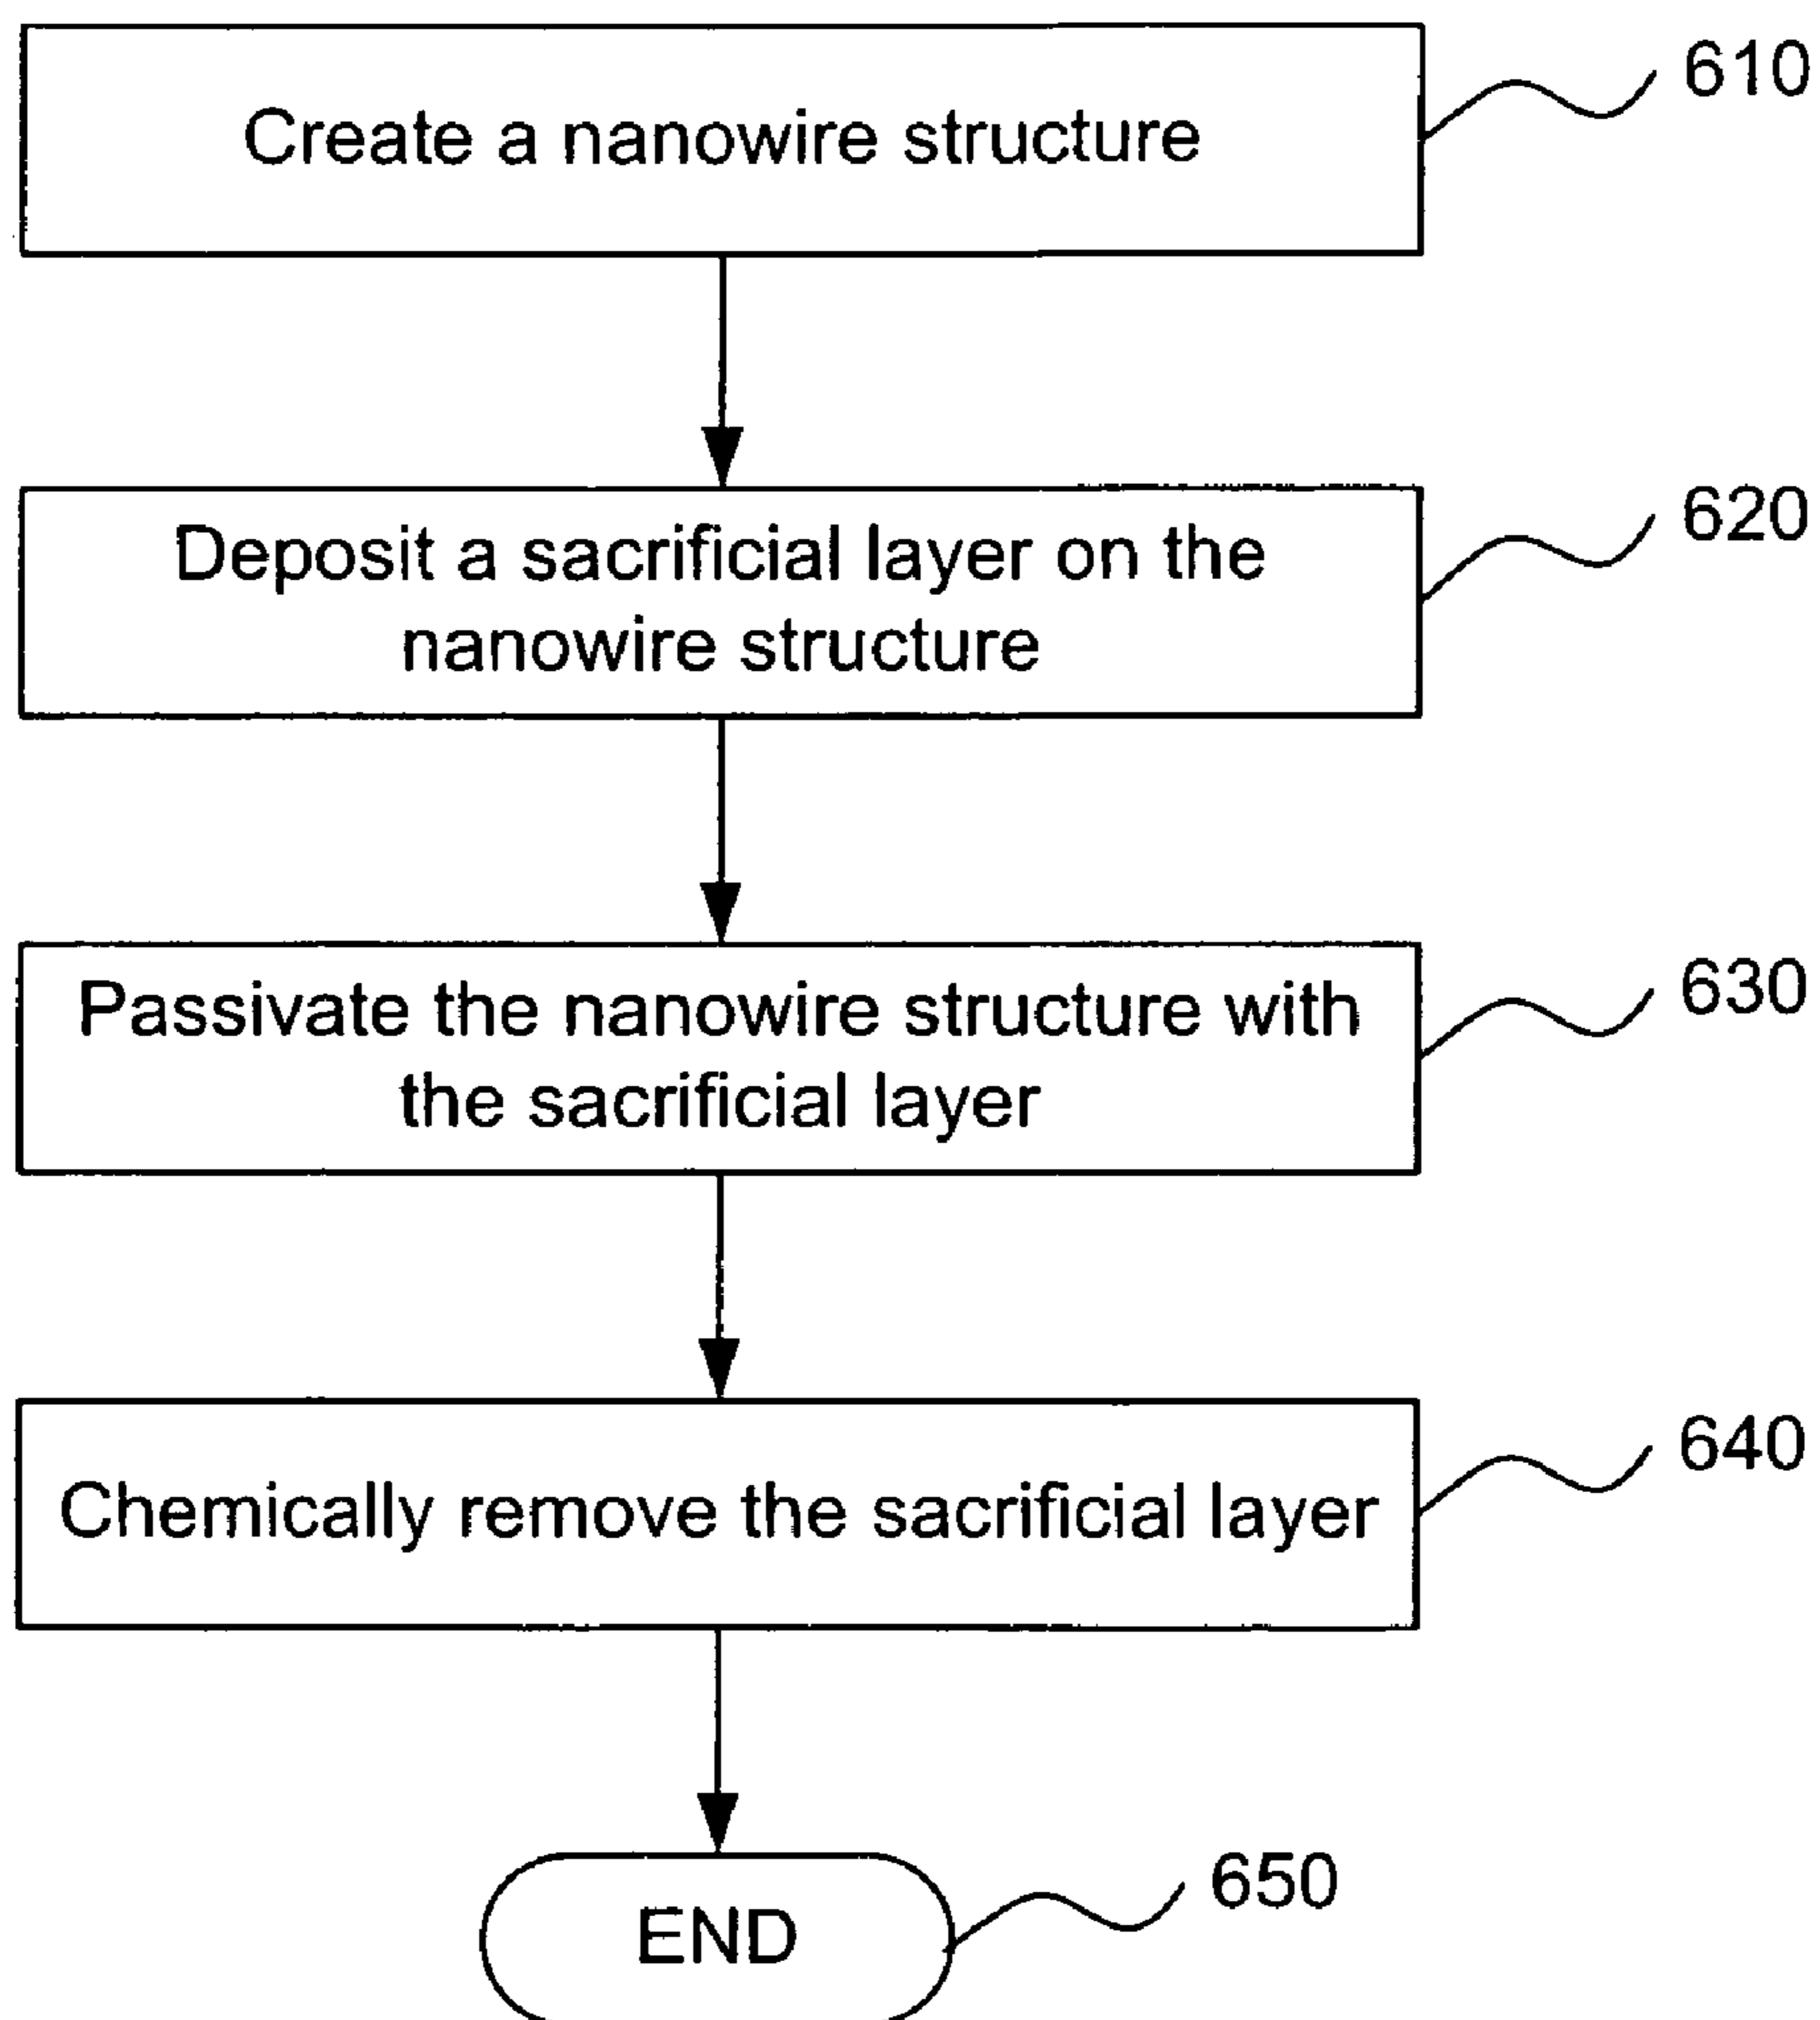 Create a nanowire structure
610
Deposit a sacrificial layer on the
nanowire structure
620
Passivate the nanowire structure with
the sacrificial layer
630
Chemically remove the sacrificial layer
640
END
650